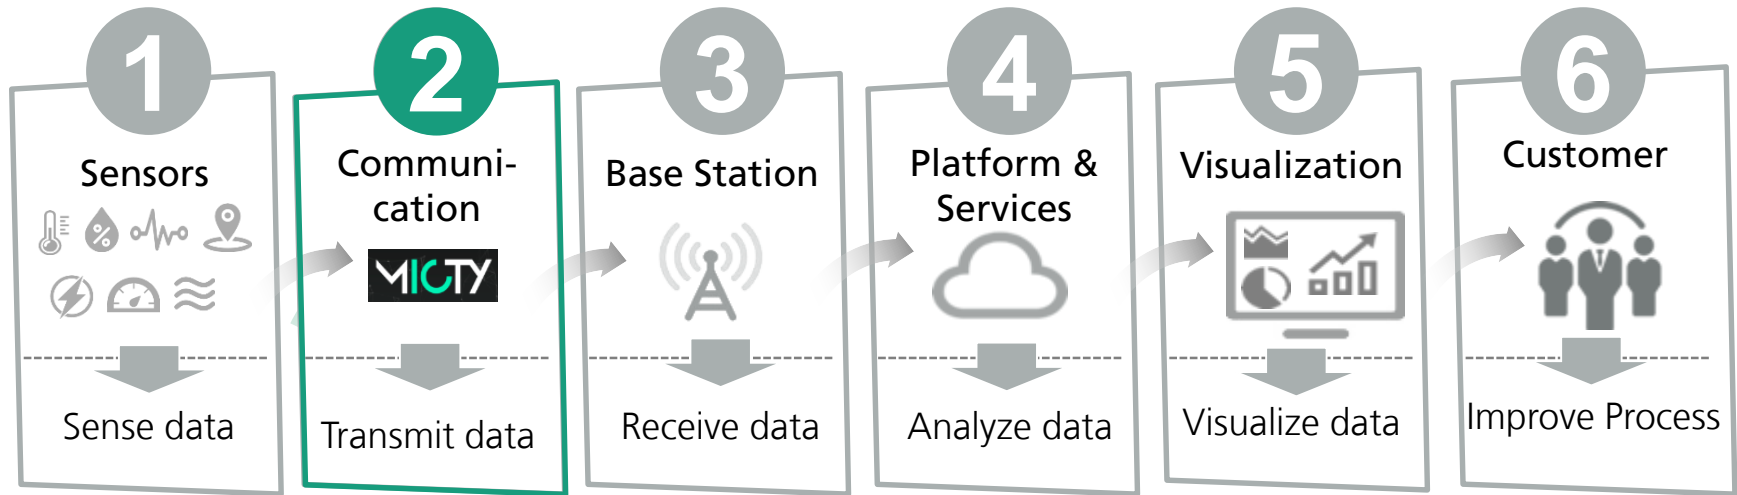 1
Sensors
%
Sense data
2
Communi-
cation
MIOTY
Transmit data
3
Base Station
Receive data
4
Platform &
Services
Analyze data
5
Visualization
Visualize data
6
Customer
Improve Process